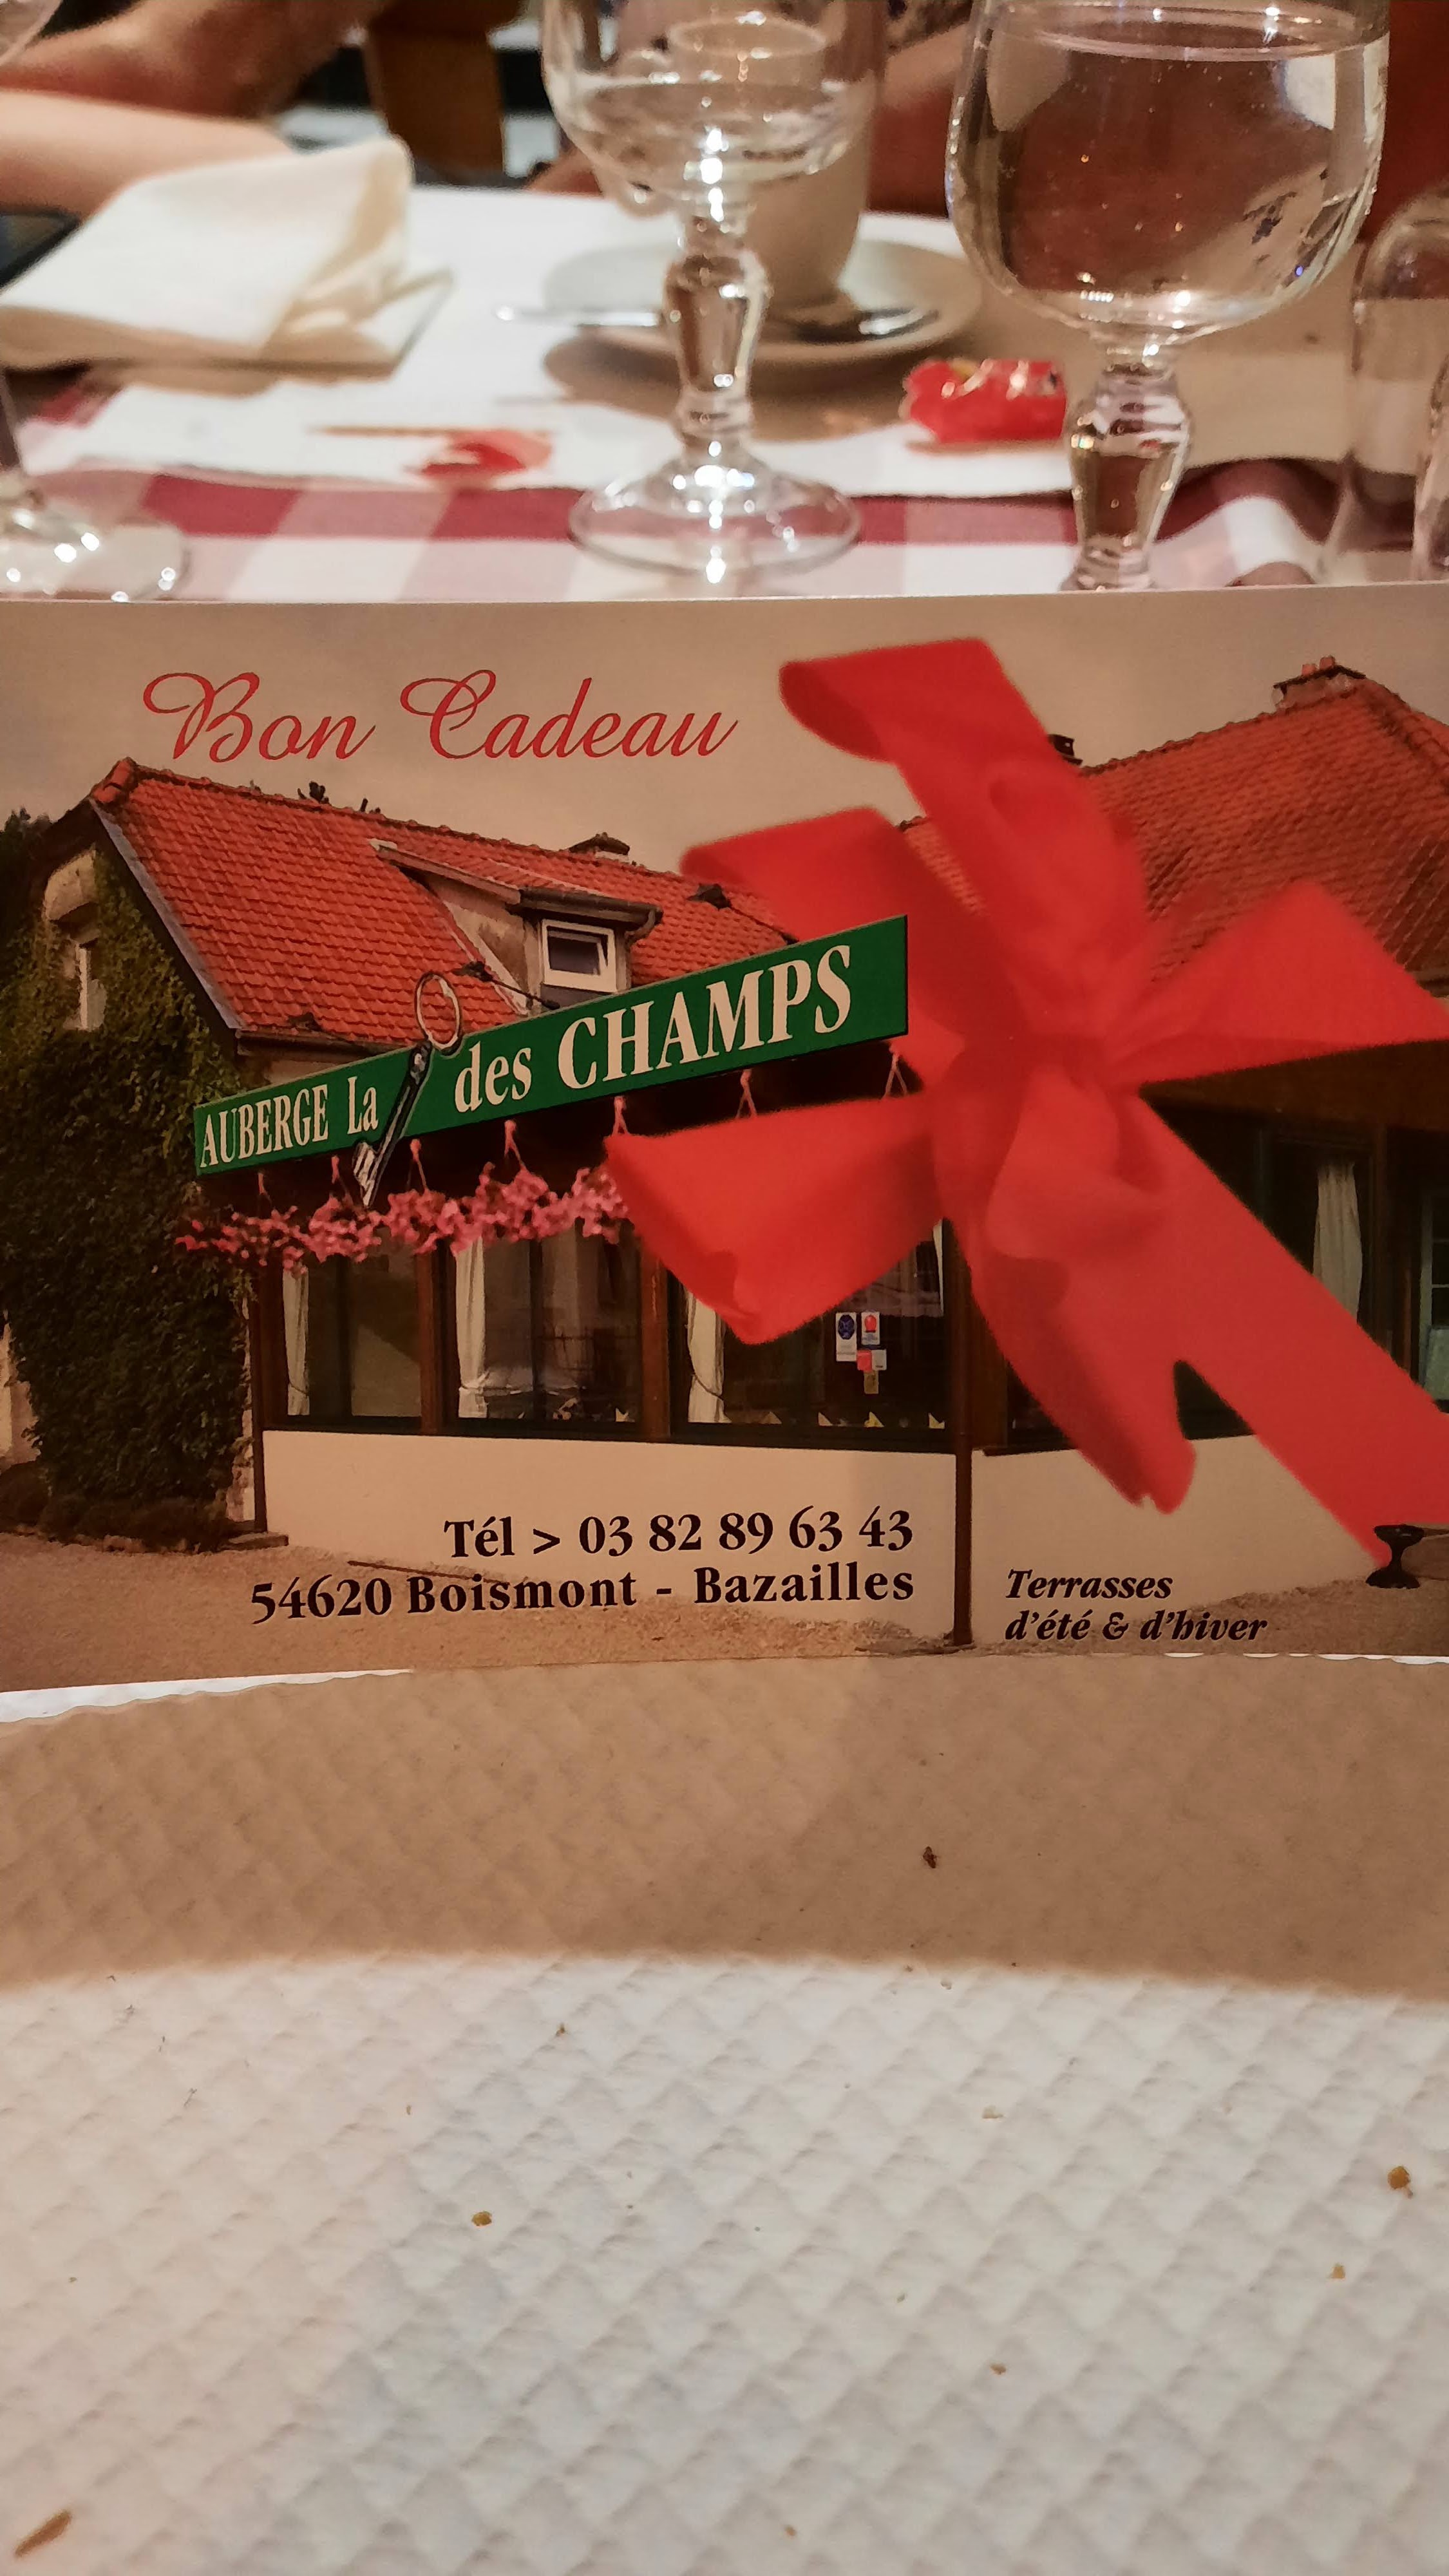 Bon Cadeau
AUBERGE La des CHAMPS
Tél > 03 82 89 63 43
54620 Boismont - Bazailles
Terrasses
d'été & d'hiver